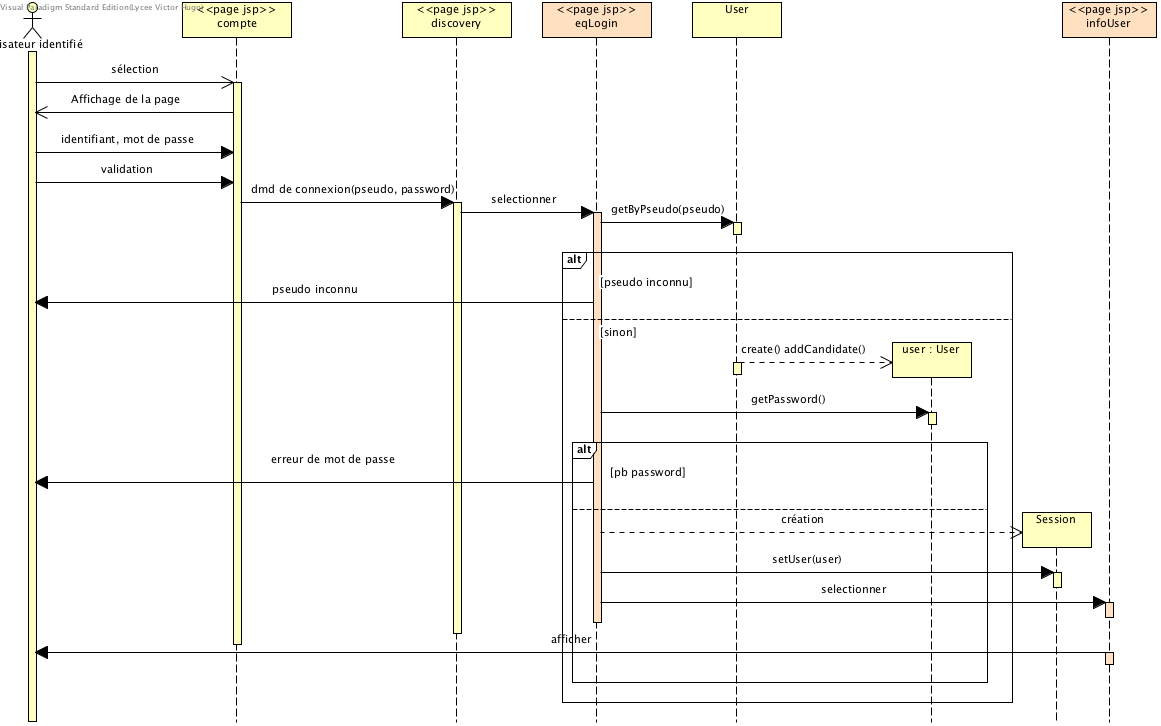 Visual Paradigm Standard Edition(Lycee Victor Hugo)
<<page jsp>>
compte
<<page jsp>>
discovery
<<page jsp>>
eqLogin
User
<<page jsp>>
infoUser
isateur identifié
sélection
Affichage de la page
identifiant, mot de passe
validation
dmd de connexion(pseudo, password)
selectionner
getByPseudo(pseudo)
alt
[pseudo inconnu]
pseudo inconnu
[sinon]
create() addCandidate()
user : User
getPassword()
alt
erreur de mot de passe
[pb password]
création
Session
setUser(user)
selectionner
afficher